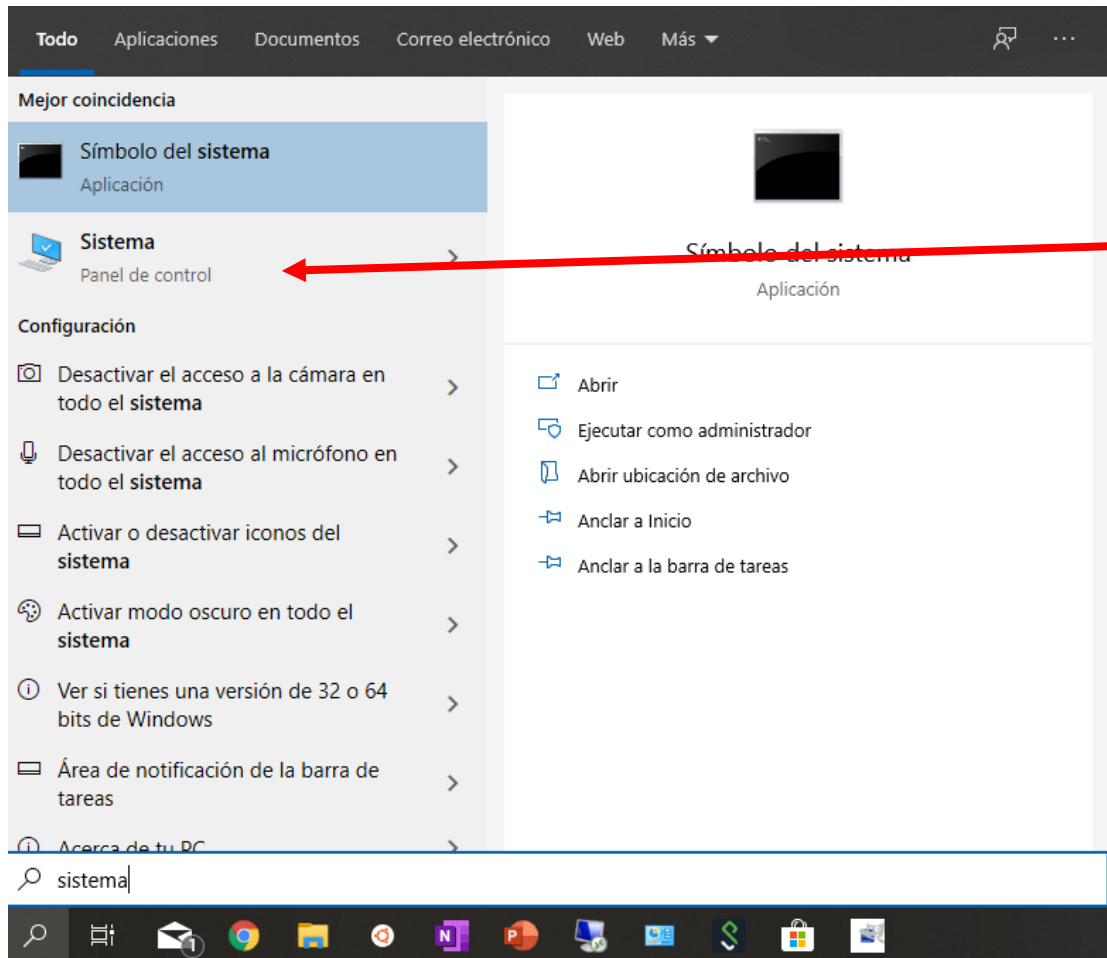 Todo Aplicaciones Documentos Correo electrónico Web Más
Mejor coincidencia
Símbolo del sistema
Aplicación
Sistema
Panel de control
Configuración
Desactivar el acceso a la cámara en
todo el sistema
Desactivar el acceso al micrófono en
todo el sistema
Activar o desactivar iconos del
sistema
Activar modo oscuro en todo el
sistema
Ver si tienes una versión de 32 o 64
bits de Windows
Área de notificación de la barra de
tareas
Acerca de tu PC
Símbolo del sistema
Aplicación
Abrir
Ejecutar como administrador
Abrir ubicación de archivo
Anclar a Inicio
Anclar a la barra de tareas
sistema
1 N P